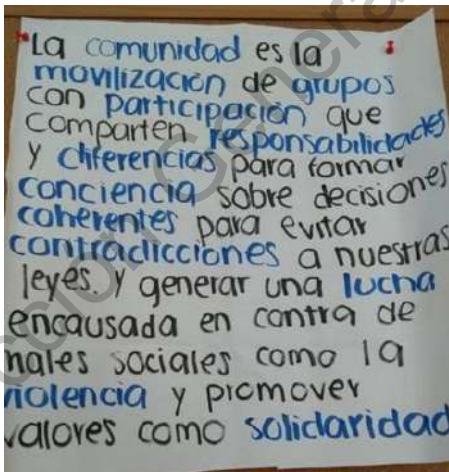 "La comunidad es la
movilización de grupos
con participación que
comparten responsabilidades
y diferencias para formar
conciencia sobre decisiones
coherentes para evitar
contradicciones a nuestras
leyes. y generar una lucha
encausada en contra de
males sociales como la
violencia y promover
valores como solidaridad